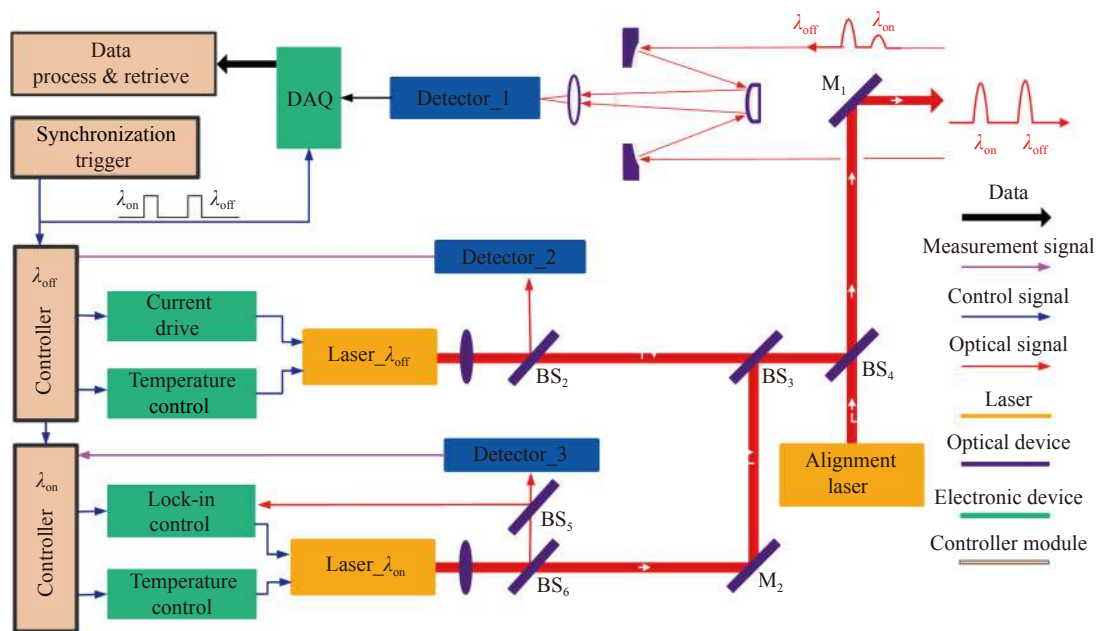 Data
process & retrieve
DAQ
Detector_1
λoff
λon
M1
λon
λoff
Synchronization
trigger
λon
λoff
Data
Measurement signal
Control signal
Optical signal
Laser
Optical device
Electronic device
Controller module
Controller λoff
Detector_2
Current
drive
Temperature
control
Laser_λoff
BS2
BS3
BS4
Controller λon
Detector_3
Lock-in
control
Temperature
control
Laser_λon
BS5
BS6
M2
Alignment
laser